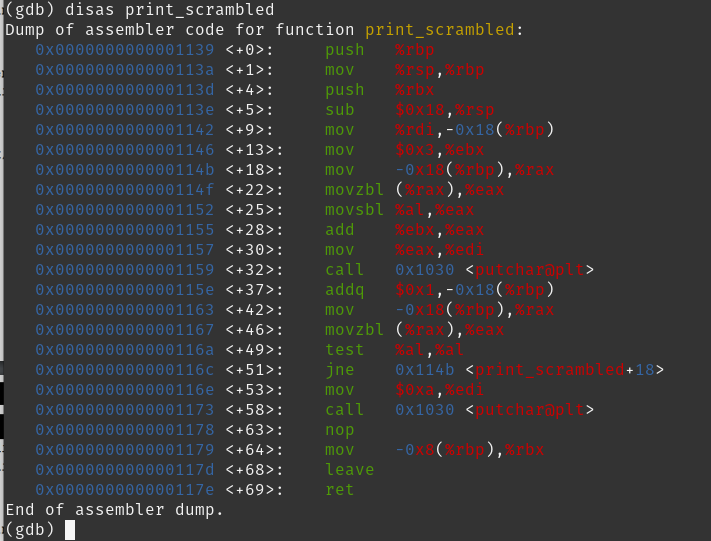 (gdb) disas print_scrambled
Dump of assembler code for function print_scrambled:
   0x0000000000001139 <+0>:     push   %rbp
   0x000000000000113a <+1>:     mov    %rsp,%rbp
   0x000000000000113d <+4>:     push   %rbx
   0x000000000000113e <+5>:     sub    $0x18,%rsp
   0x0000000000001142 <+9>:     mov    %rdi,-0x18(%rbp)
   0x0000000000001146 <+13>:    mov    $0x3,%ebx
   0x000000000000114b <+18>:    mov    -0x18(%rbp),%rax
   0x000000000000114f <+22>:    movzbl (%rax),%eax
   0x0000000000001152 <+25>:    movsbl %al,%eax
   0x0000000000001155 <+28>:    add    %ebx,%eax
   0x0000000000001157 <+30>:    mov    %eax,%edi
   0x0000000000001159 <+32>:    call   0x1030 <putchar@plt>
   0x000000000000115e <+37>:    addq   $0x1,-0x18(%rbp)
   0x0000000000001163 <+42>:    mov    -0x18(%rbp),%rax
   0x0000000000001167 <+46>:    movzbl (%rax),%eax
   0x000000000000116a <+49>:    test   %al,%al
   0x000000000000116c <+51>:    jne    0x114b <print_scrambled+18>
   0x000000000000116e <+53>:    mov    $0xa,%edi
   0x0000000000001173 <+58>:    call   0x1030 <putchar@plt>
   0x0000000000001178 <+63>:    nop
   0x0000000000001179 <+64>:    mov    -0x8(%rbp),%rbx
   0x000000000000117d <+68>:    leave
   0x000000000000117e <+69>:    ret
End of assembler dump.
(gdb)